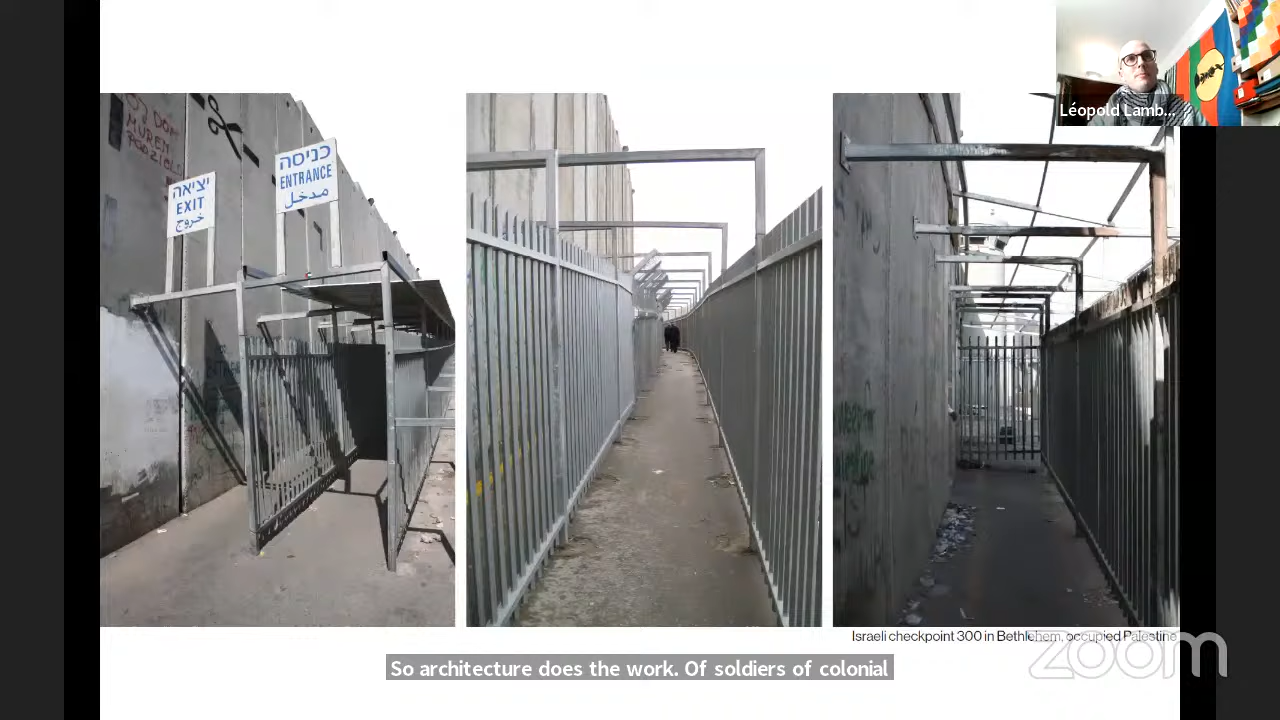 Léopold Lamb...
יציאה
EXIT
خروج
כניסה
ENTRANCE
مدخل
Israeli checkpoint 300 in Bethlehem, occupied Palestine
So architecture does the work. Of soldiers of colonial
zoom